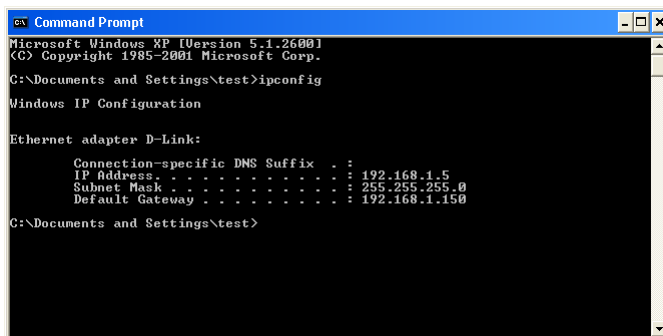 Command Prompt
Microsoft Windows XP [Version 5.1.2600]
(C) Copyright 1985-2001 Microsoft Corp.
C:\Documents and Settings\test>ipconfig
Windows IP Configuration
Ethernet adapter D-Link:
Connection-specific DNS Suffix . :
IP Address. . . . . . . . . . . . : 192.168.1.5
Subnet Mask . . . . . . . . . . . : 255.255.255.0
Default Gateway . . . . . . . . . : 192.168.1.150
C:\Documents and Settings\test>